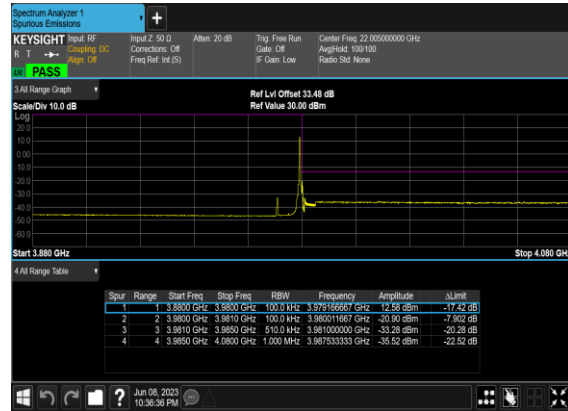 Spectrum Analyzer 1
Spurious Emissions
+
KEYSIGHT Input: RF Input Z: 50 Ω Atten: 20 dB Trig: Free Run Center Freq: 22.005000000 GHz
R T Coupling: DC Corrections: Off Gate: Off Avg|Hold: 100/100
Align: Off Freq Ref: Int (S) IF Gain: Low Radio Std: None
LW PASS
3 All Range Graph
Ref Lvl Offset 33.48 dB
Scale/Div 10.0 dB Ref Value 30.00 dBm
Log
20.0
10.0
0.00
-10.0
-20.0
-30.0
-40.0
-50.0
-60.0
Start 3.880 GHz Stop 4.080 GHz
4 All Range Table
Spur Range Start Freq Stop Freq RBW Frequency Amplitude ΔLimit
1 1 3.8800 GHz 3.9800 GHz 100.0 kHz 3.979166667 GHz 12.58 dBm -17.42 dB
2 2 3.9800 GHz 3.9810 GHz 100.0 kHz 3.980011667 GHz -20.90 dBm -7.902 dB
3 3 3.9810 GHz 3.9850 GHz 510.0 kHz 3.981000000 GHz -33.28 dBm -20.28 dB
4 4 3.9850 GHz 4.0800 GHz 1.000 MHz 3.987533333 GHz -35.52 dBm -22.52 dB
? Jun 08, 2023
10:36:36 PM